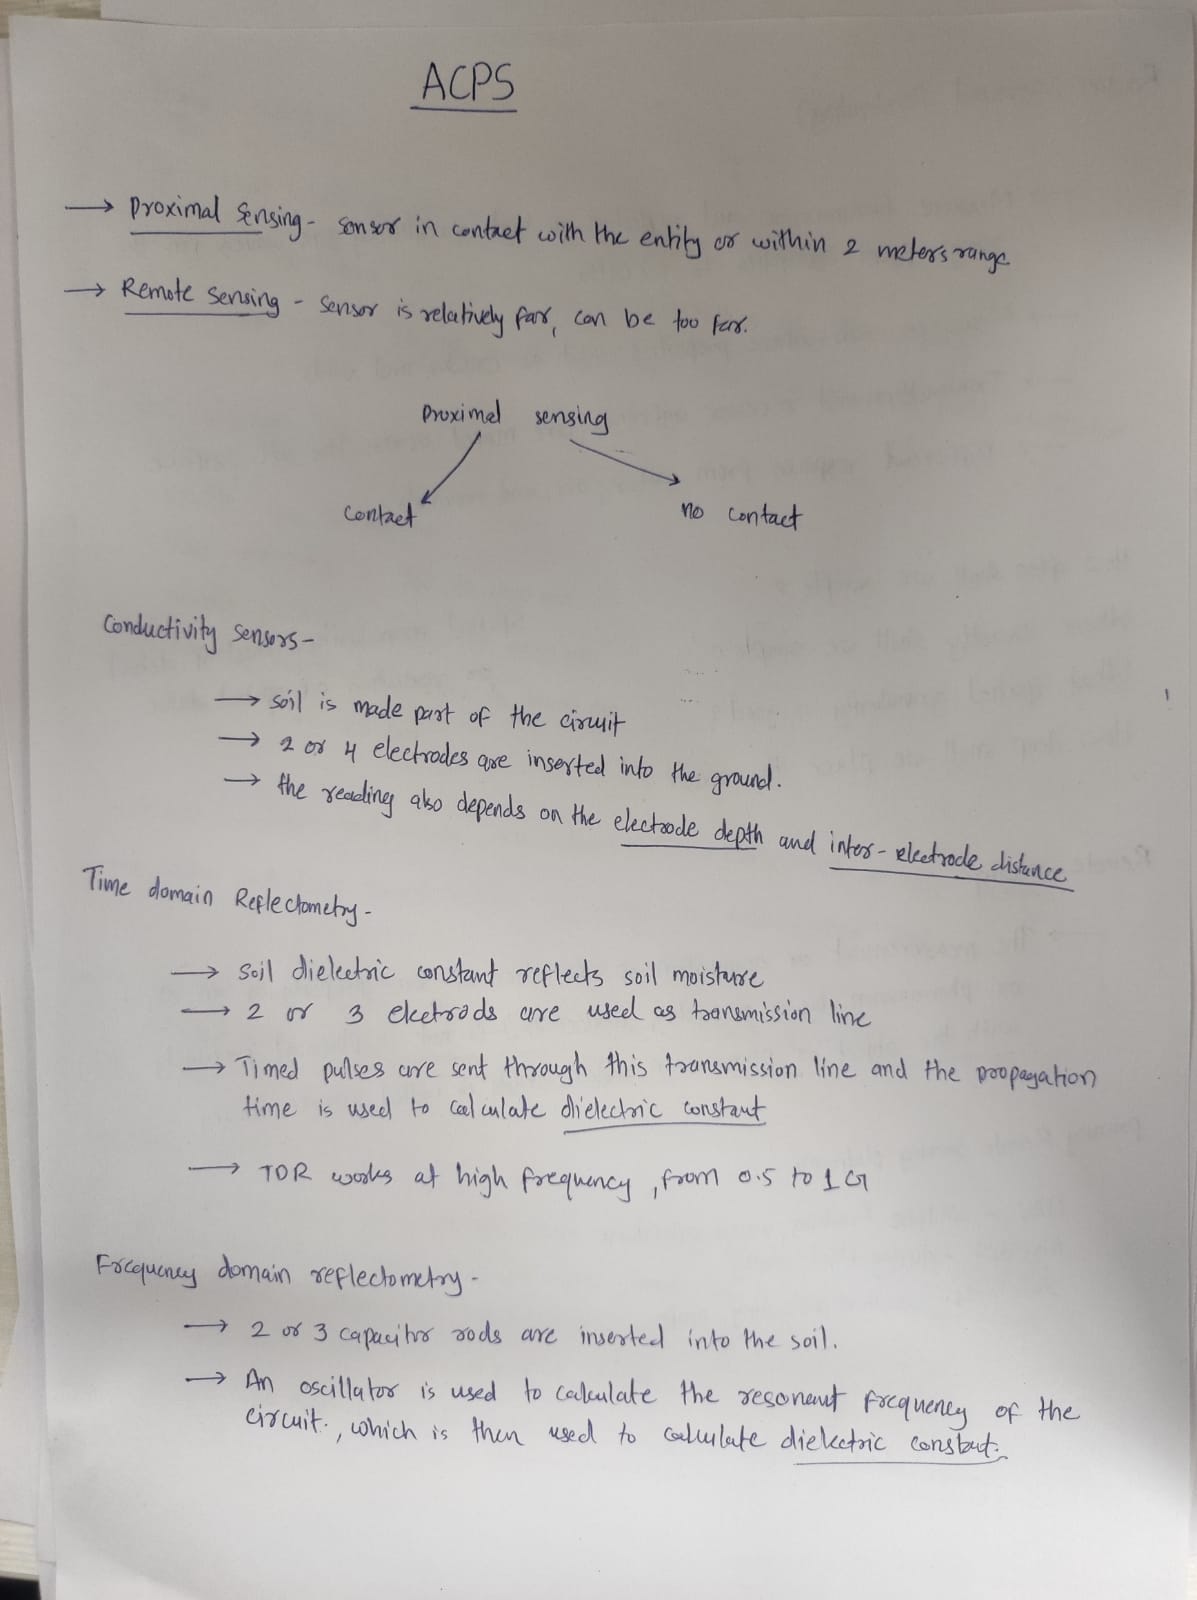 ACPS
→ Proximal Sensing - Sensor in contact with the entity or within 2 meters range
→ Remote Sensing - Sensor is relatively far, can be too far.
Proximal sensing
contact no contact
Conductivity Sensors -
→ Soil is made part of the circuit
→ 2 or 4 electrodes are inserted into the ground.
→ the reading also depends on the electrode depth and inter-electrode distance
Time domain Reflectometry -
→ Soil dielectric constant reflects soil moisture
→ 2 or 3 electrods are used as transmission line
→ Timed pulses are sent through this transmission line and the propagation
time is used to calculate dielectric constant
→ TDR works at high frequency, from 0.5 to 1 G
Frequency domain reflectometry -
→ 2 or 3 capacitor rods are inserted into the soil.
→ An oscillator is used to calculate the resonant frequency of the
circuit., which is then used to calculate dielectric constant.